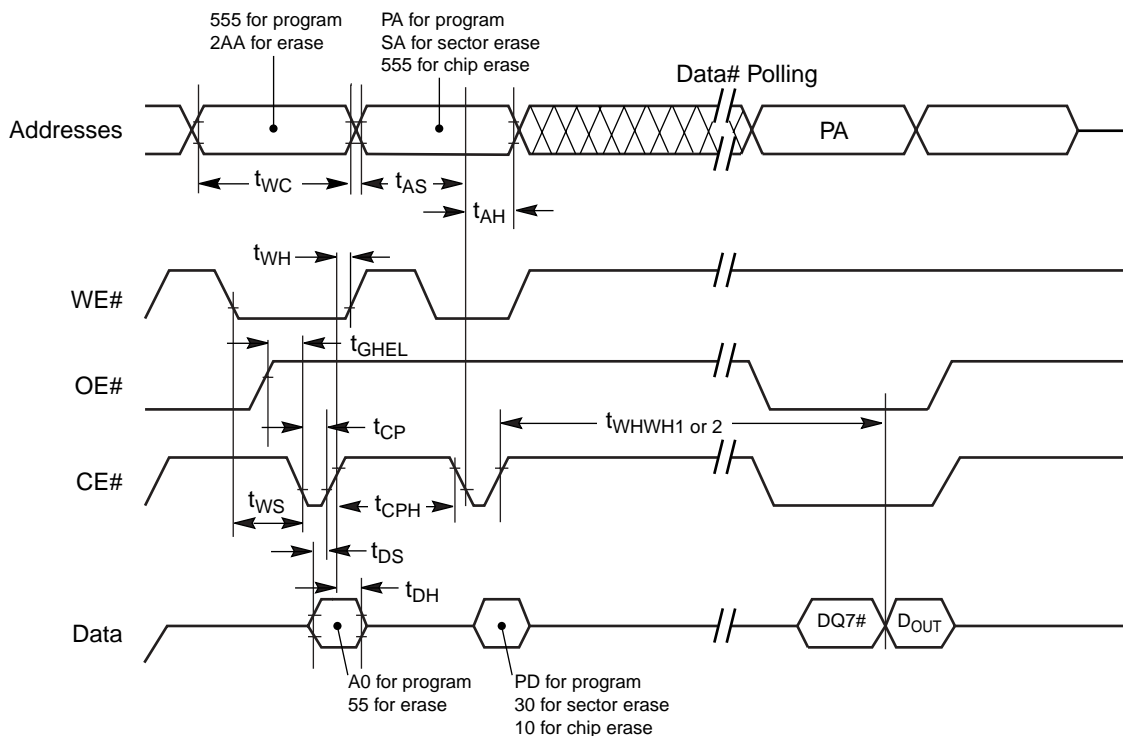 555 for program
2AA for erase
PA for program
SA for sector erase
555 for chip erase
Data# Polling
Addresses
PA
tWC
tAS
tAH
tWH
WE#
tGHEL
OE#
tWHWH1 or 2
tCP
CE#
tWS
tCPH
tDS
tDH
Data
DQ7#
DOUT
A0 for program
55 for erase
PD for program
30 for sector erase
10 for chip erase